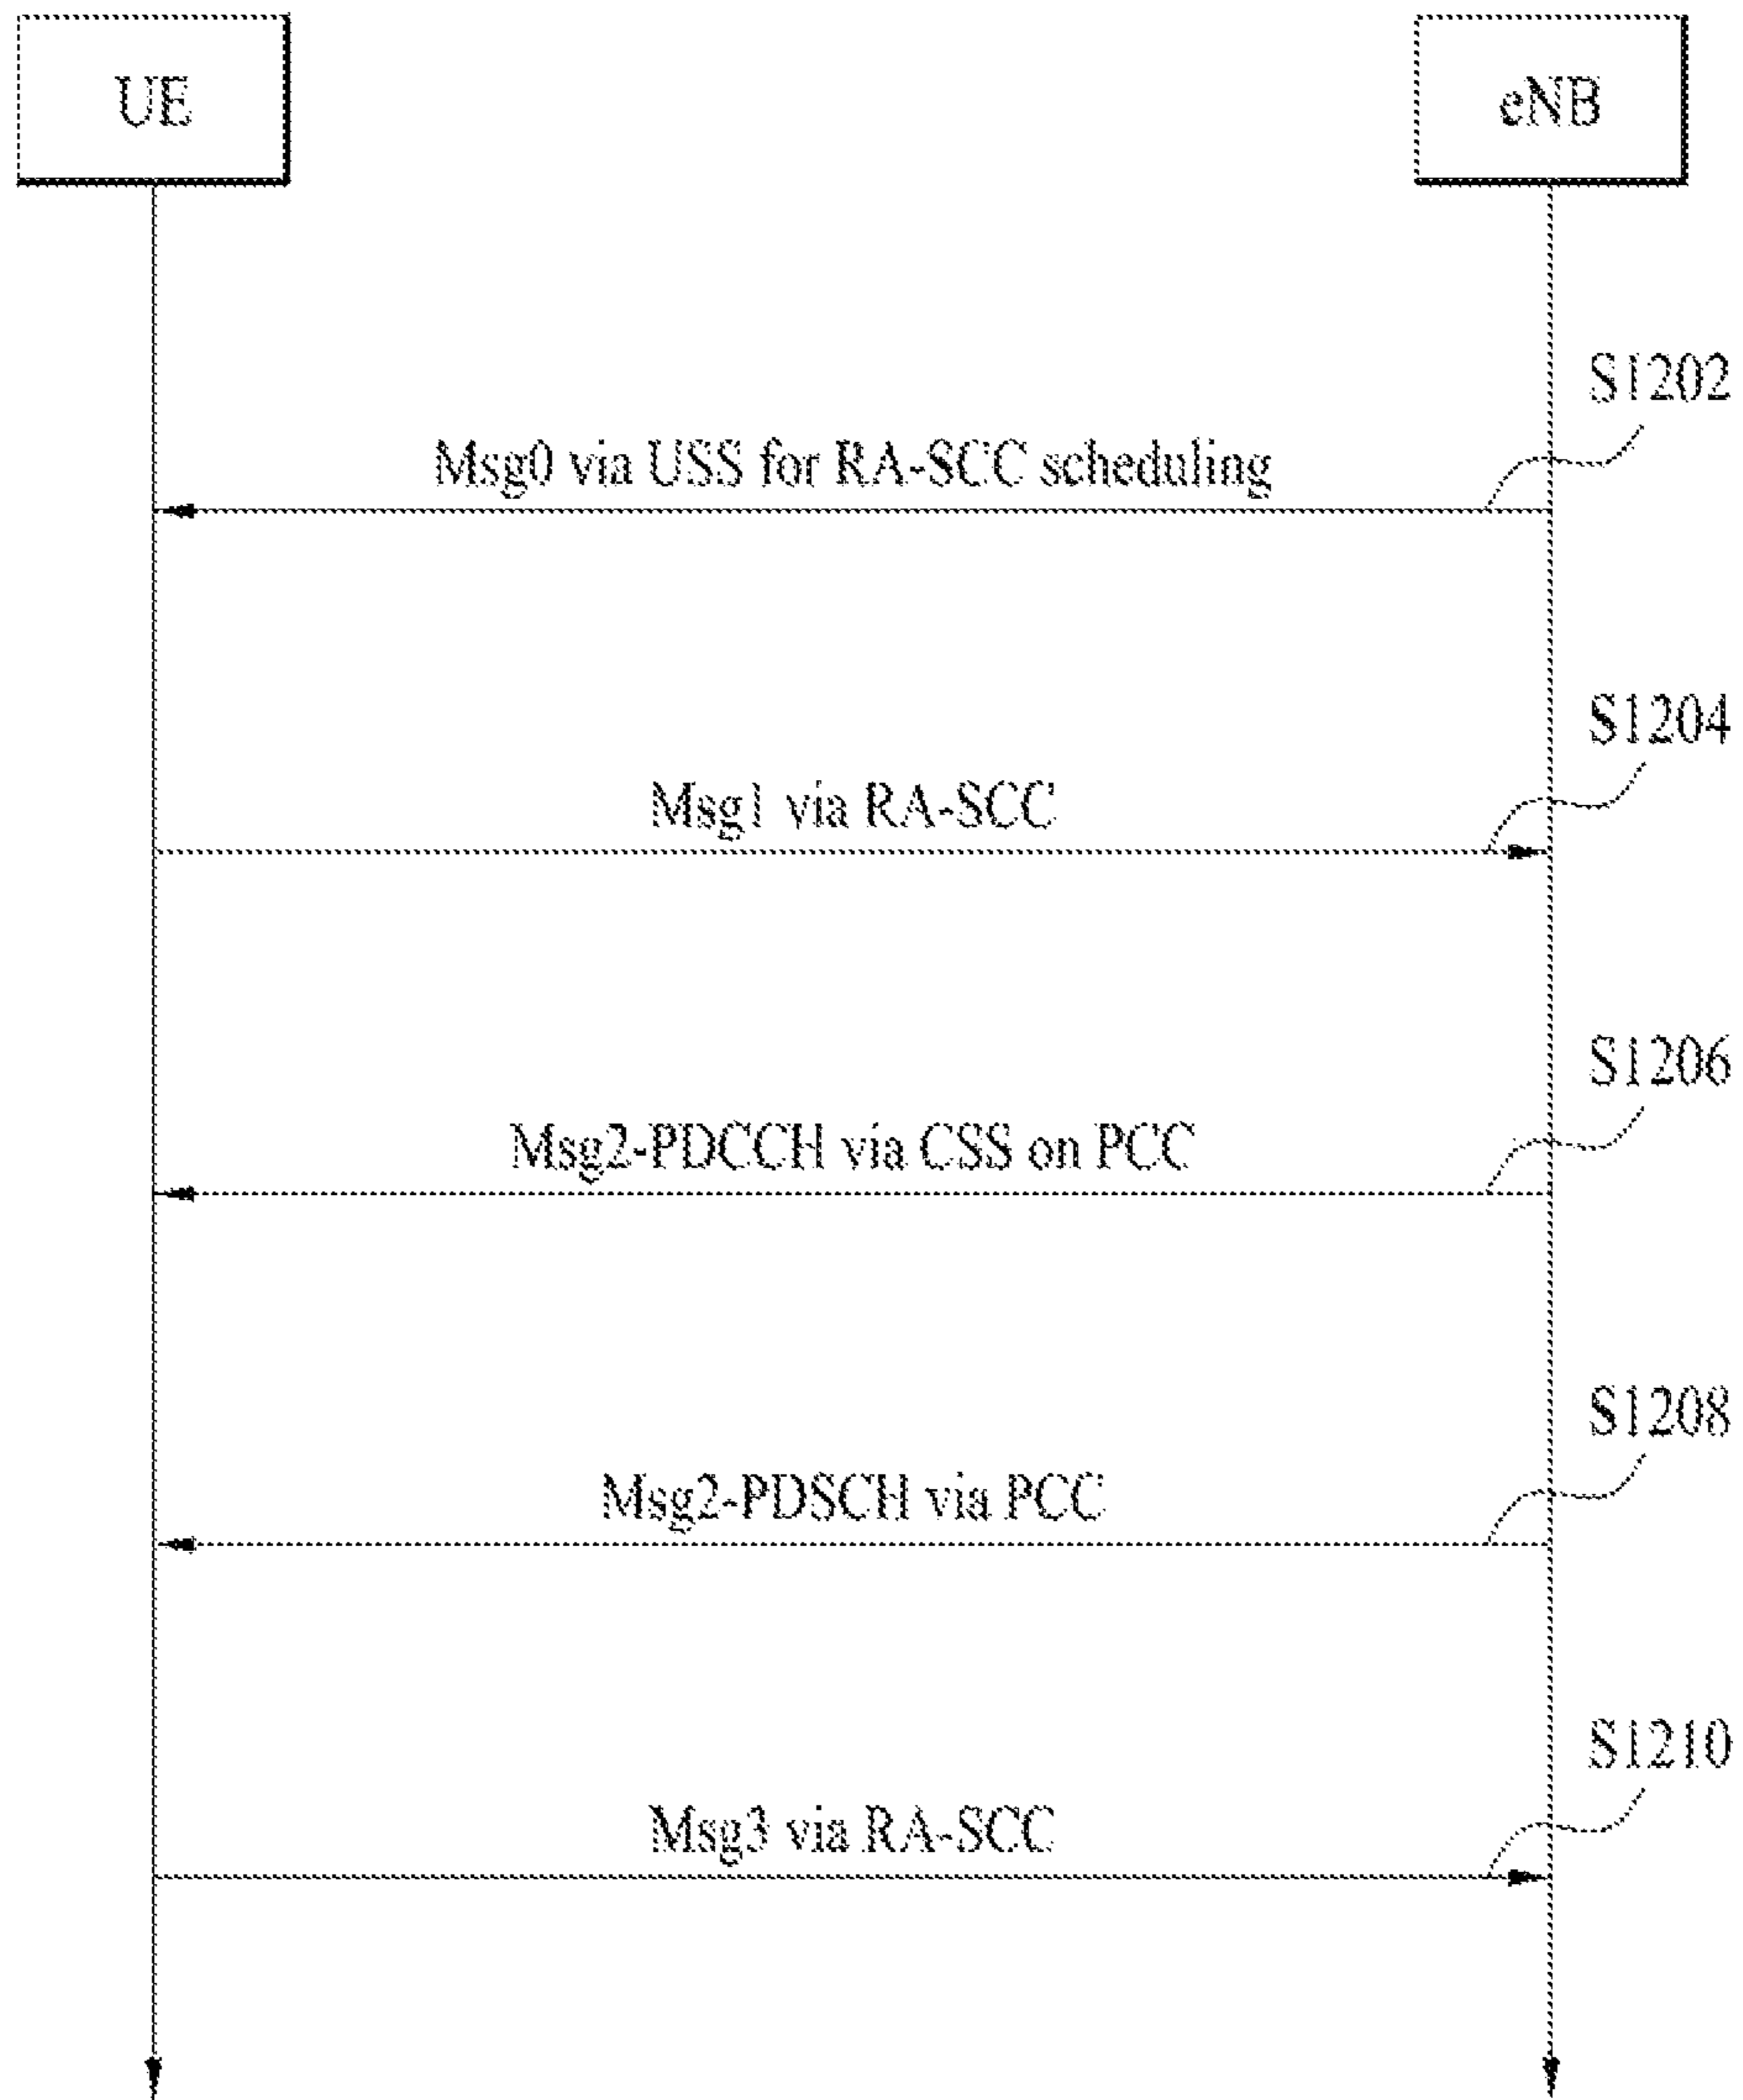 UE
eNB
S1202
Msg0 via USS for RA-SCC scheduling
S1204
Msg1 via RA-SCC
S1206
Msg2-PDCCH via CSS on PCC
S1208
Msg2-PDSCH via PCC
S1210
Msg3 via RA-SCC